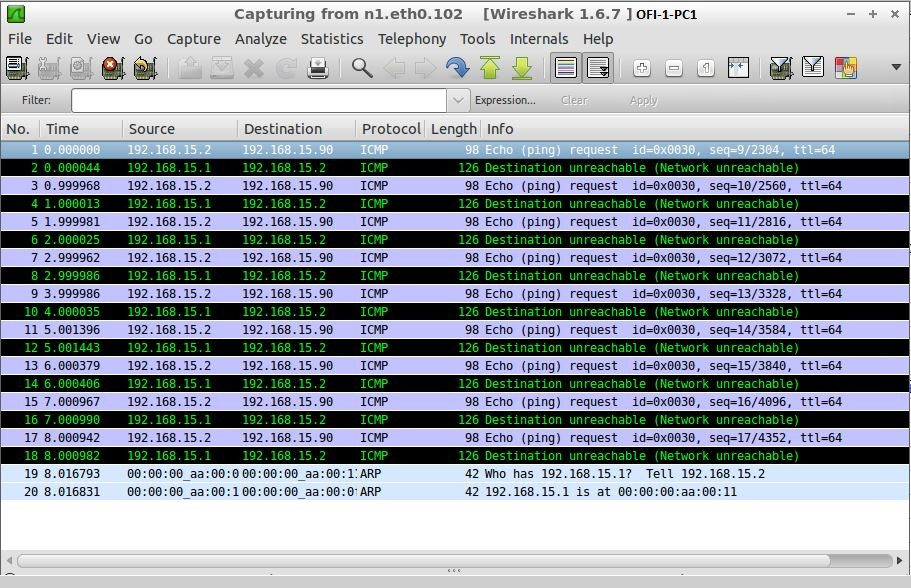 Capturing from n1.eth0.102 [Wireshark 1.6.7 ] OFI-1-PC1
File Edit View Go Capture Analyze Statistics Telephony Tools Internals Help
Filter: Expression... Clear Apply
No. Time Source Destination Protocol Length Info
1 0.000000 192.168.15.2 192.168.15.90 ICMP 98 Echo (ping) request id=0x0030, seq=9/2304, ttl=64
2 0.000044 192.168.15.1 192.168.15.2 ICMP 126 Destination unreachable (Network unreachable)
3 0.999968 192.168.15.2 192.168.15.90 ICMP 98 Echo (ping) request id=0x0030, seq=10/2560, ttl=64
4 1.000013 192.168.15.1 192.168.15.2 ICMP 126 Destination unreachable (Network unreachable)
5 1.999981 192.168.15.2 192.168.15.90 ICMP 98 Echo (ping) request id=0x0030, seq=11/2816, ttl=64
6 2.000025 192.168.15.1 192.168.15.2 ICMP 126 Destination unreachable (Network unreachable)
7 2.999962 192.168.15.2 192.168.15.90 ICMP 98 Echo (ping) request id=0x0030, seq=12/3072, ttl=64
8 2.999986 192.168.15.1 192.168.15.2 ICMP 126 Destination unreachable (Network unreachable)
9 3.999986 192.168.15.2 192.168.15.90 ICMP 98 Echo (ping) request id=0x0030, seq=13/3328, ttl=64
10 4.000035 192.168.15.1 192.168.15.2 ICMP 126 Destination unreachable (Network unreachable)
11 5.001396 192.168.15.2 192.168.15.90 ICMP 98 Echo (ping) request id=0x0030, seq=14/3584, ttl=64
12 5.001443 192.168.15.1 192.168.15.2 ICMP 126 Destination unreachable (Network unreachable)
13 6.000379 192.168.15.2 192.168.15.90 ICMP 98 Echo (ping) request id=0x0030, seq=15/3840, ttl=64
14 6.000406 192.168.15.1 192.168.15.2 ICMP 126 Destination unreachable (Network unreachable)
15 7.000967 192.168.15.2 192.168.15.90 ICMP 98 Echo (ping) request id=0x0030, seq=16/4096, ttl=64
16 7.000990 192.168.15.1 192.168.15.2 ICMP 126 Destination unreachable (Network unreachable)
17 8.000942 192.168.15.2 192.168.15.90 ICMP 98 Echo (ping) request id=0x0030, seq=17/4352, ttl=64
18 8.000982 192.168.15.1 192.168.15.2 ICMP 126 Destination unreachable (Network unreachable)
19 8.016793 00:00:00_aa:00:0 00:00:00_aa:00:1 ARP 42 Who has 192.168.15.1? Tell 192.168.15.2
20 8.016831 00:00:00_aa:00:1 00:00:00_aa:00:0 ARP 42 192.168.15.1 is at 00:00:00:aa:00:11